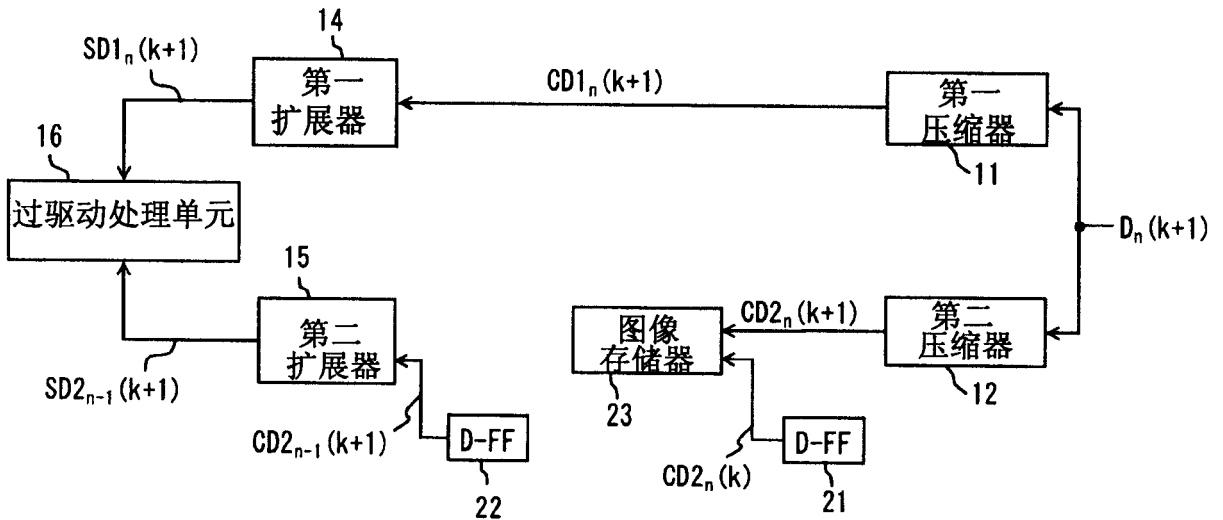 14
SD1ₙ(k+1)
第一
扩展器
CD1ₙ(k+1)
第一
压缩器
11
16
过驱动处理单元
Dₙ(k+1)
15
第二
扩展器
SD2ₙ₋₁(k+1)
CD2ₙ₋₁(k+1)
D-FF
22
图像
存储器
23
CD2ₙ(k+1)
第二
压缩器
12
CD2ₙ(k)
D-FF
21